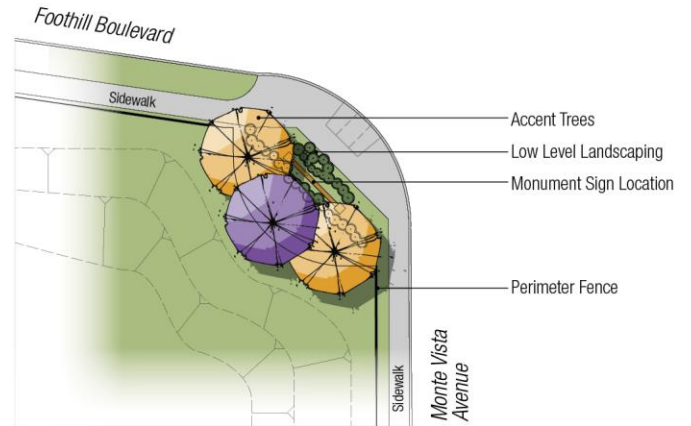 Foothill Boulevard
Sidewalk
Accent Trees
Low Level Landscaping
Monument Sign Location
Perimeter Fence
Sidewalk
Monte Vista
Avenue